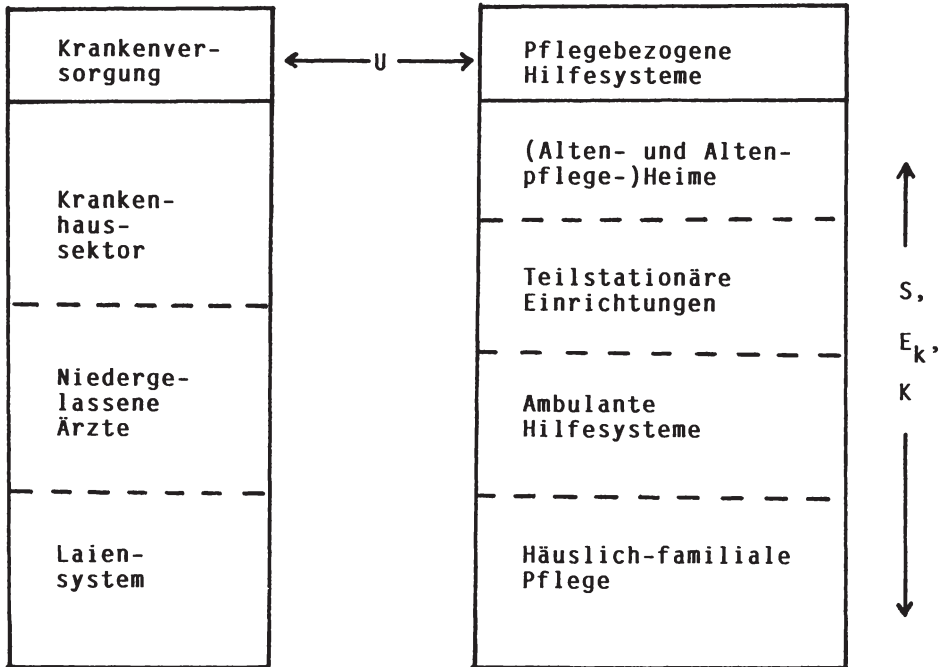 Krankenver-
sorgung
U
Pflegebezogene
Hilfesysteme
Kranken-
haus-
sektor
Niederge-
lassene
Ärzte
Laien-
system
(Alten- und Alten-
pflege-)Heime
Teilstationäre
Einrichtungen
Ambulante
Hilfesysteme
Häuslich-familiale
Pflege
S,
E_k,
K